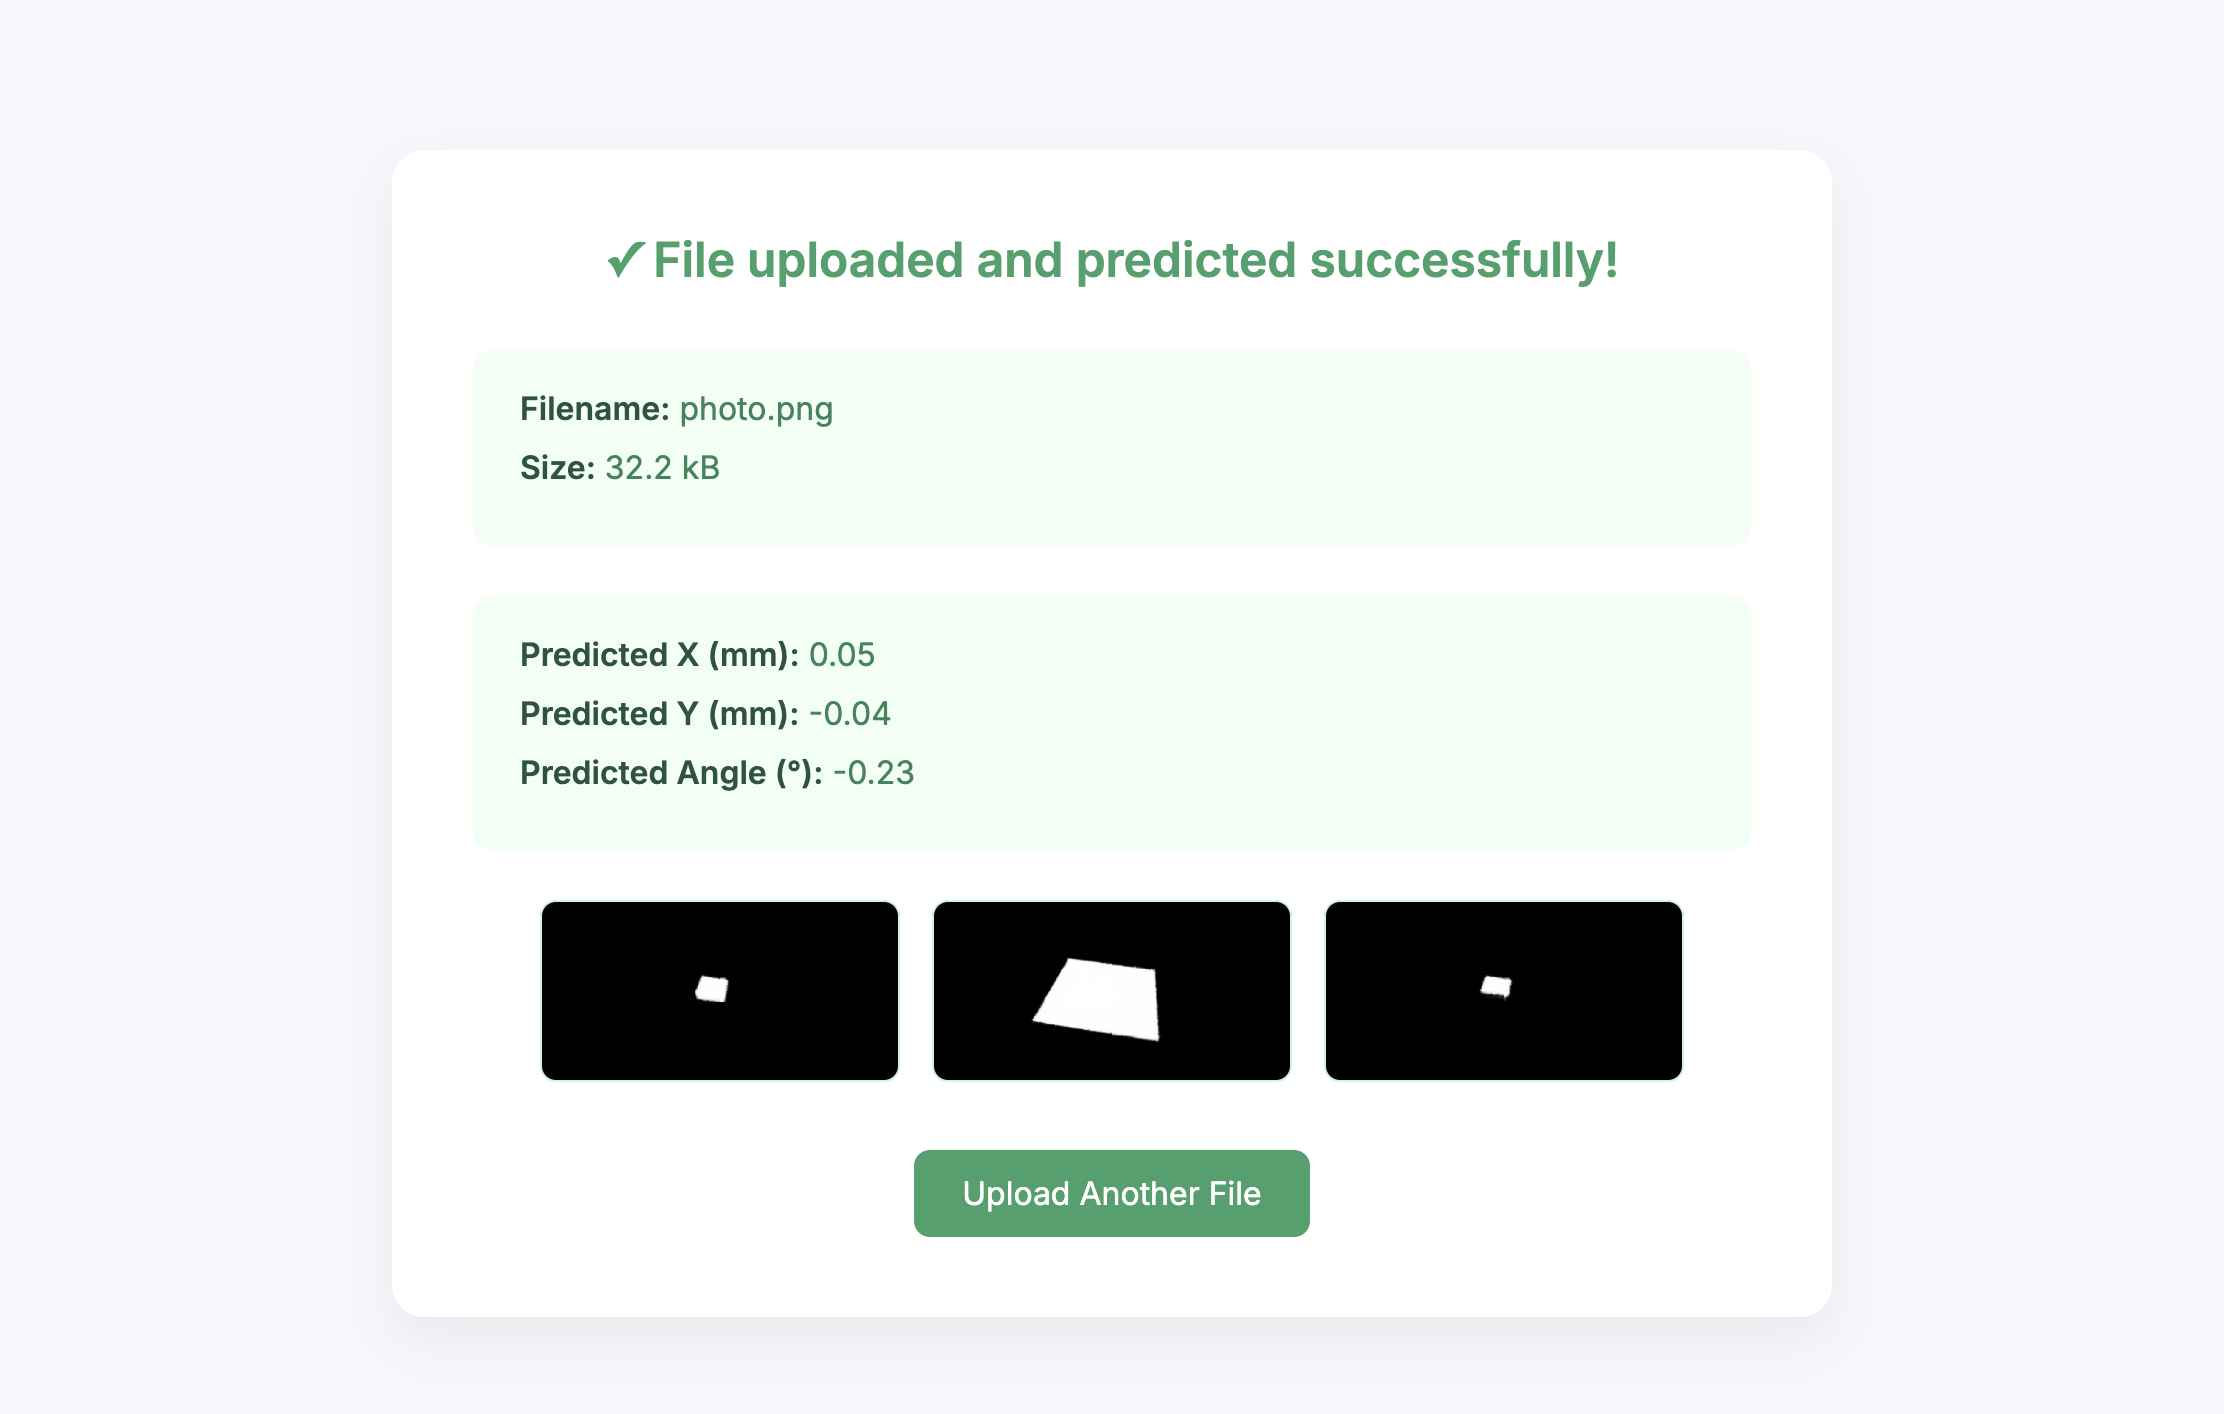 ✓File uploaded and predicted successfully!
Filename: photo.png
Size: 32.2 kB
Predicted X (mm): 0.05
Predicted Y (mm): -0.04
Predicted Angle (°): -0.23
Upload Another File